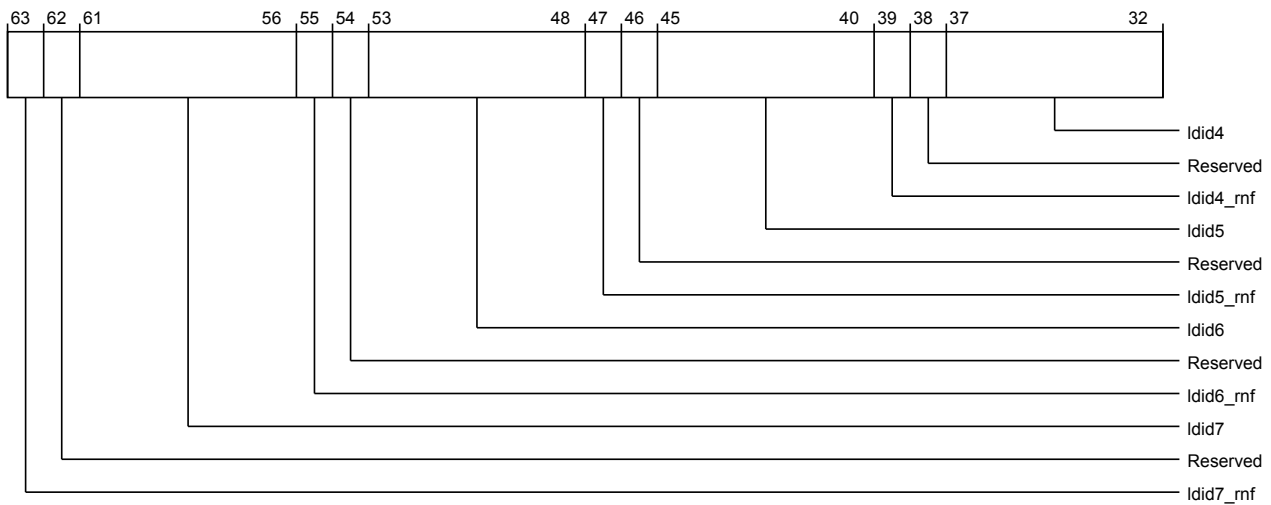 63 62 61 56 55 54 53 48 47 46 45 40 39 38 37 32
ldid4
Reserved
ldid4_rnf
ldid5
Reserved
ldid5_rnf
ldid6
Reserved
ldid6_rnf
ldid7
Reserved
ldid7_rnf